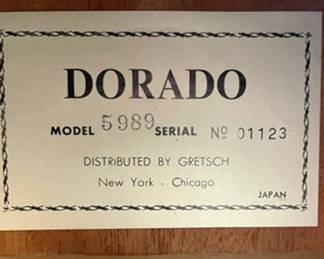 DORADO
MODEL 5989 SERIAL Nº 01123
DISTRIBUTED BY GRETSCH
New York - Chicago
JAPAN